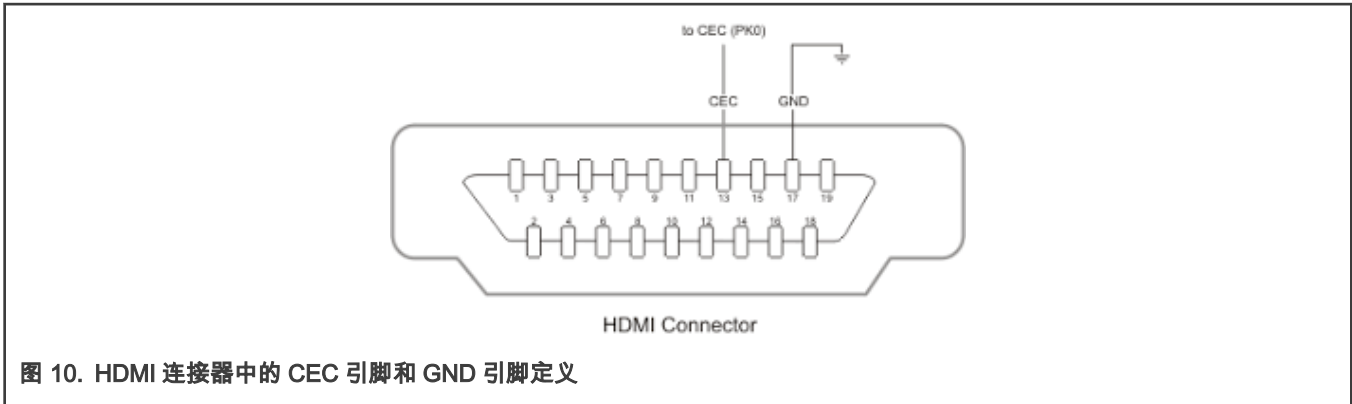 to CEC (PK0)
CEC GND
1 3 5 7 9 11 13 15 17 19
2 4 6 8 10 12 14 16 18
HDMI Connector
图 10. HDMI 连接器中的 CEC 引脚和 GND 引脚定义